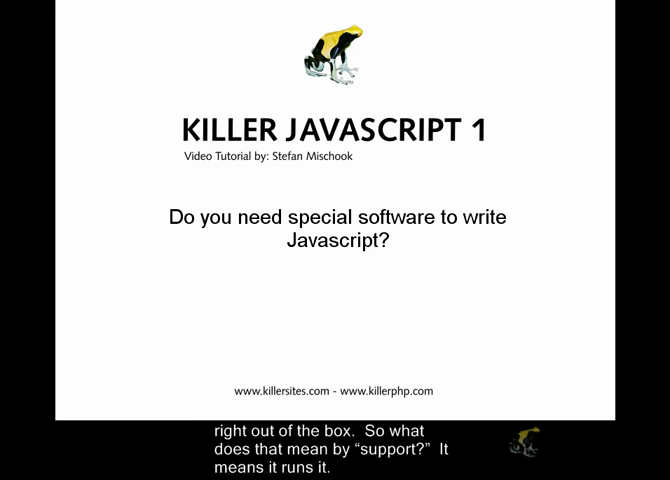 KILLER JAVASCRIPT 1
Video Tutorial by: Stefan Mischook
Do you need special software to write
Javascript?
www.killersites.com - www.killerphp.com
right out of the box.  So what
does that mean by “support?”  It
means it runs it.